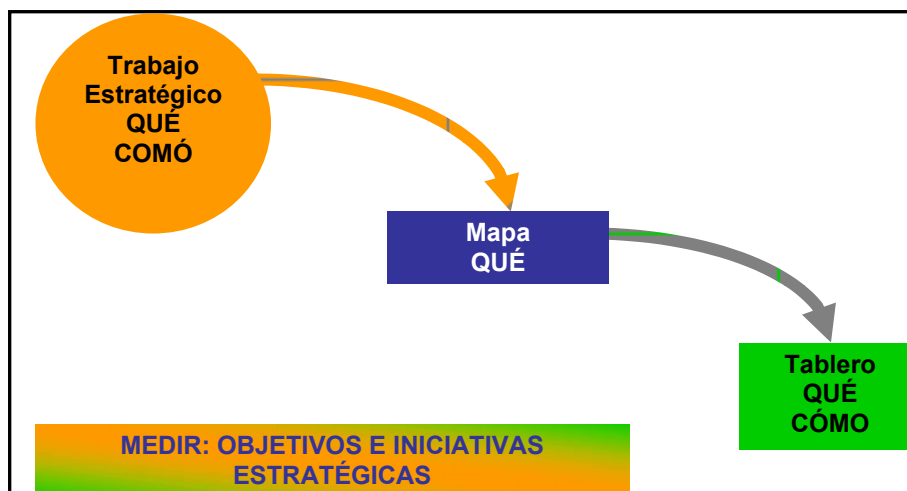 Trabajo
Estratégico
QUÉ
COMÓ
Mapa
QUÉ
Tablero
QUÉ
CÓMO
MEDIR: OBJETIVOS E INICIATIVAS
ESTRATÉGICAS